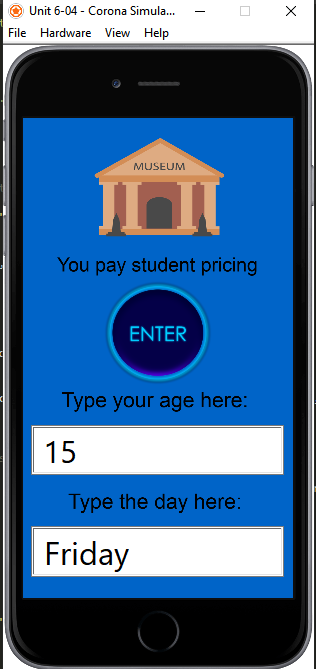 Unit 6-04 - Corona Simula...
File Hardware View Help
MUSEUM
You pay student pricing
ENTER
Type your age here:
15
Type the day here:
Friday